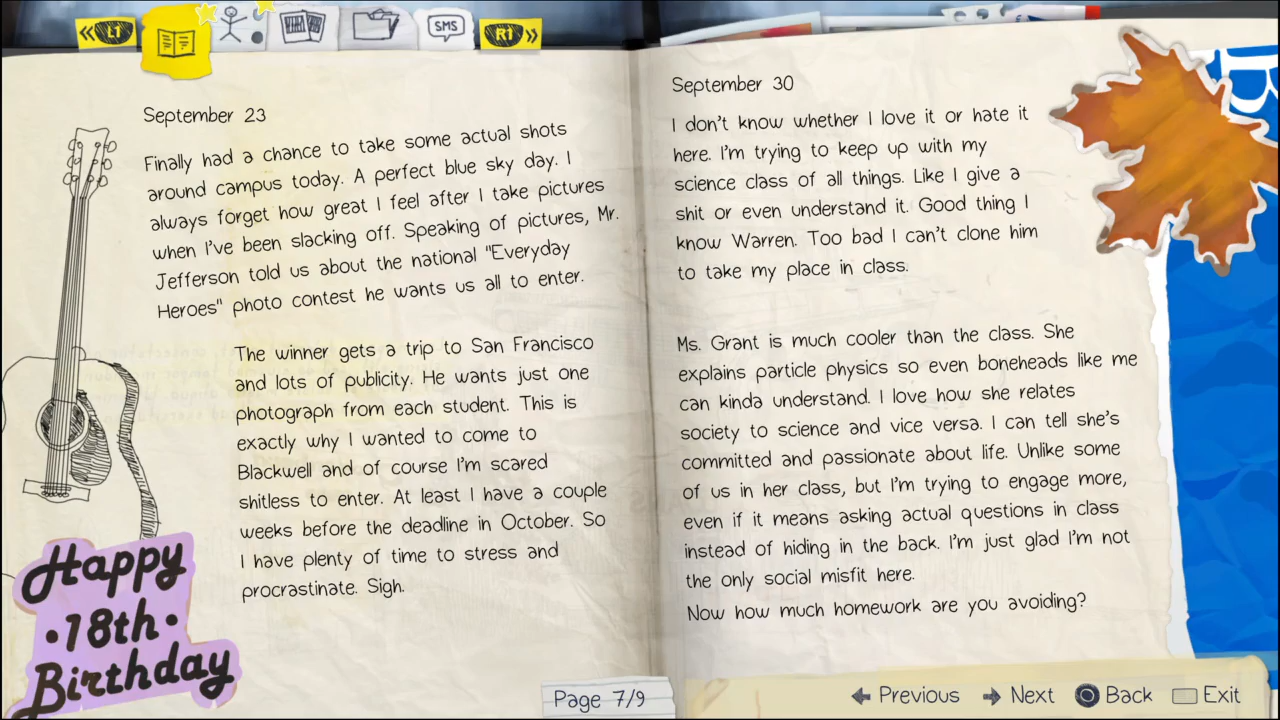 L1
SMS
R1
September 23
Finally had a chance to take some actual shots
around campus today. A perfect blue sky day. I
always forget how great I feel after I take pictures
when I've been slacking off. Speaking of pictures, Mr.
Jefferson told us about the national "Everyday
Heroes" photo contest he wants us all to enter.
The winner gets a trip to San Francisco
and lots of publicity. He wants just one
photograph from each student. This is
exactly why I wanted to come to
Blackwell and of course I'm scared
shitless to enter. At least I have a couple
weeks before the deadline in October. So
I have plenty of time to stress and
procrastinate. Sigh.
Happy
•18th•
Birthday
September 30
I don't know whether I love it or hate it
here. I'm trying to keep up with my
science class of all things. Like I give a
shit or even understand it. Good thing I
know Warren. Too bad I can't clone him
to take my place in class.
Ms. Grant is much cooler than the class. She
explains particle physics so even boneheads like me
can kinda understand. I love how she relates
society to science and vice versa. I can tell she's
committed and passionate about life. Unlike some
of us in her class, but I'm trying to engage more,
even if it means asking actual questions in class
instead of hiding in the back. I'm just glad I'm not
the only social misfit here.
Now how much homework are you avoiding?
Page 7/9
Previous
Next
Back
Exit